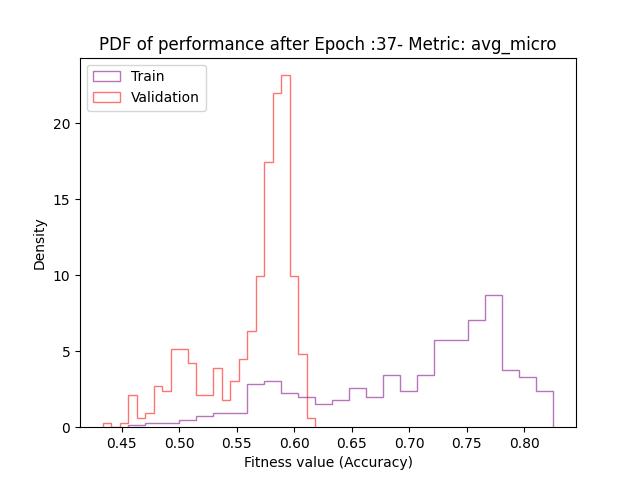 PDF of performance after Epoch :37- Metric: avg_micro
Train
Validation
Density
20
15
10
5
0
0.45 0.50 0.55 0.60 0.65 0.70 0.75 0.80
Fitness value (Accuracy)